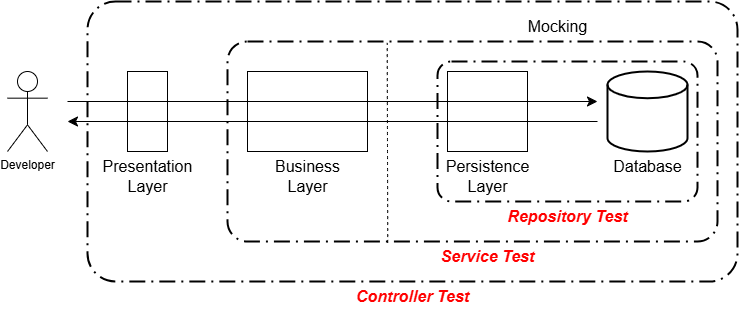 Mocking
Developer
Presentation
Layer
Business
Layer
Persistence
Layer
Database
Repository Test
Service Test
Controller Test